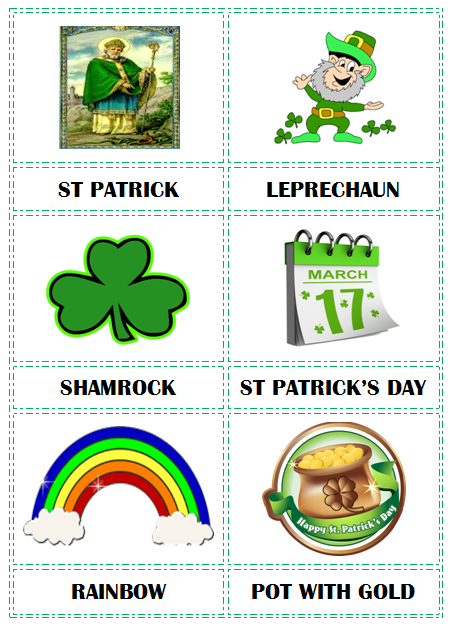 ST PATRICK
LEPRECHAUN
MARCH
17
SHAMROCK
ST PATRICK'S DAY
Happy St. Patrick's Day
RAINBOW
POT WITH GOLD